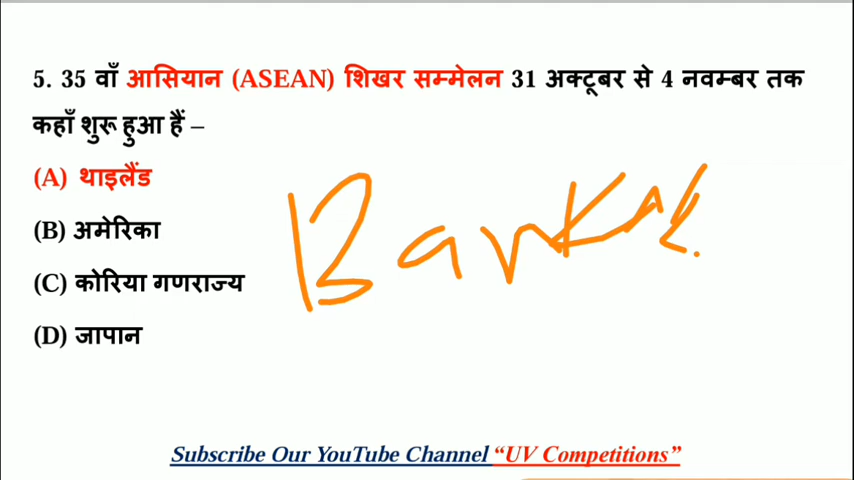 5. 35 वाँ आसियान (ASEAN) शिखर सम्मेलन 31 अक्टूबर से 4 नवम्बर तक
कहाँ शुरू हुआ हैं –
(A) थाइलैंड
(B) अमेरिका
(C) कोरिया गणराज्य
(D) जापान
Subscribe Our YouTube Channel “UV Competitions”